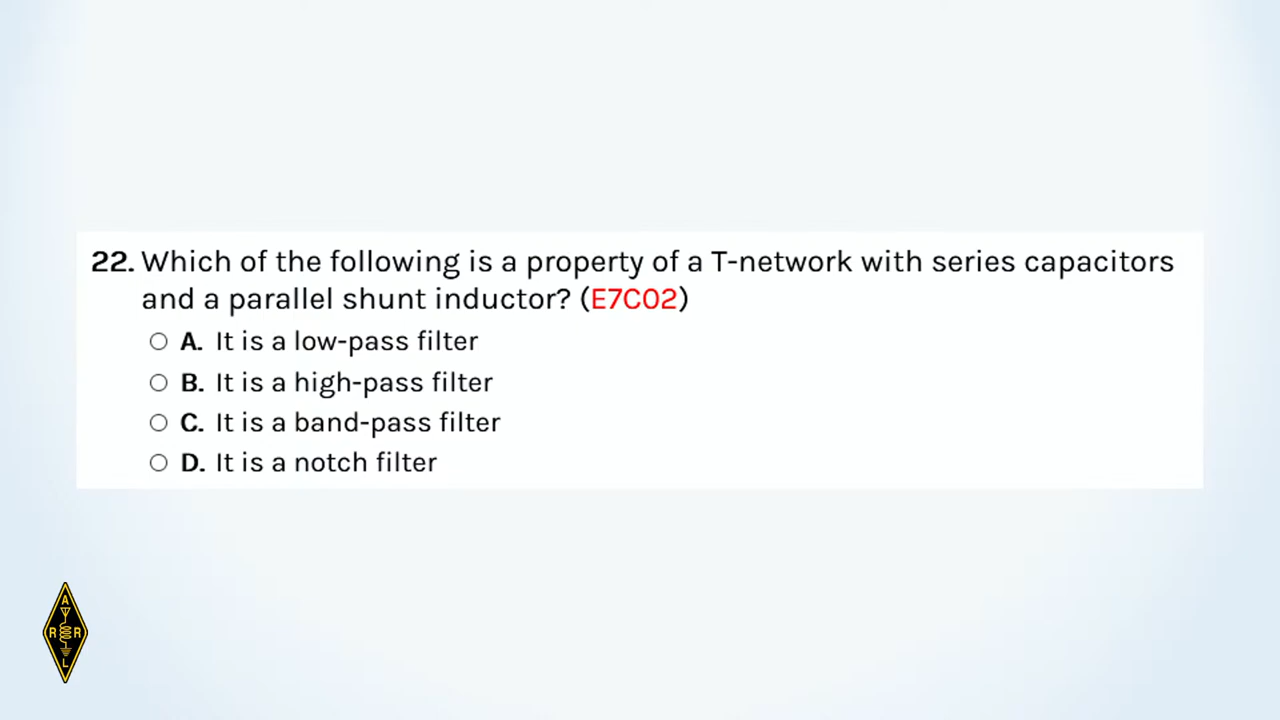 22. Which of the following is a property of a T-network with series capacitors
and a parallel shunt inductor? (E7C02)
A. It is a low-pass filter
B. It is a high-pass filter
C. It is a band-pass filter
D. It is a notch filter
A
R R
L